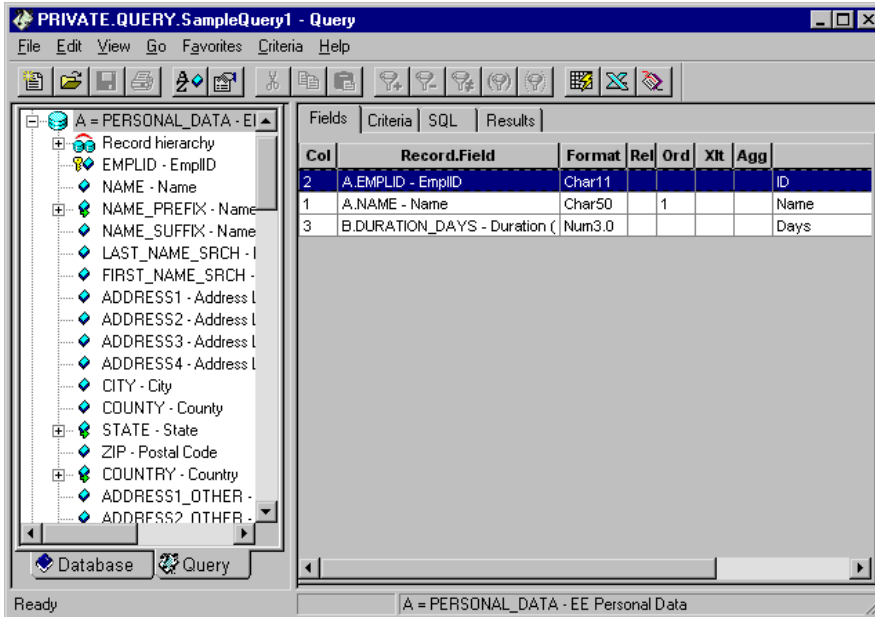 PRIVATE.QUERY.SampleQuery1 - Query
File Edit View Go Favorites Criteria Help
A = PERSONAL_DATA - EI
Record hierarchy
EMPLID - EmplID
NAME - Name
NAME_PREFIX - Name
NAME_SUFFIX - Name
LAST_NAME_SRCH -
FIRST_NAME_SRCH -
ADDRESS1 - Address L
ADDRESS2 - Address L
ADDRESS3 - Address L
ADDRESS4 - Address L
CITY - City
COUNTY - County
STATE - State
ZIP - Postal Code
COUNTRY - Country
ADDRESS1_OTHER -
ADDRESS2_OTHER -
Database Query
Fields Criteria SQL Results
Col Record.Field Format Rel Ord Xlt Agg
2 A.EMPLID - EmplID Char11 ID
1 A.NAME - Name Char50 1 Name
3 B.DURATION_DAYS - Duration ( Num3.0 Days
Ready A = PERSONAL_DATA - EE Personal Data